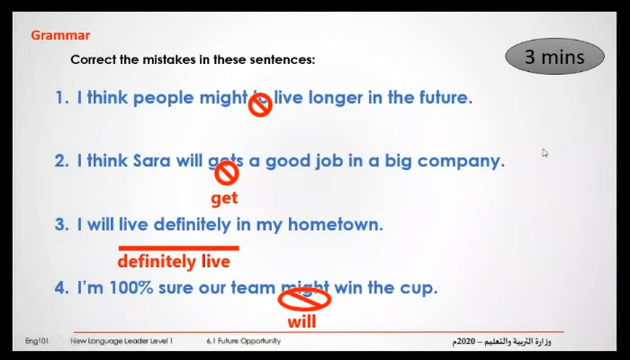 Grammar
Correct the mistakes in these sentences:
3 mins
1. I think people might to live longer in the future.
2. I think Sara will gets a good job in a big company.
get
3. I will live definitely in my hometown.
definitely live
4. I'm 100% sure our team might win the cup.
will
Eng101 New Language Leader Level 1 6.1 Future Opportunity وزارة التربية والتعليم – 2020م